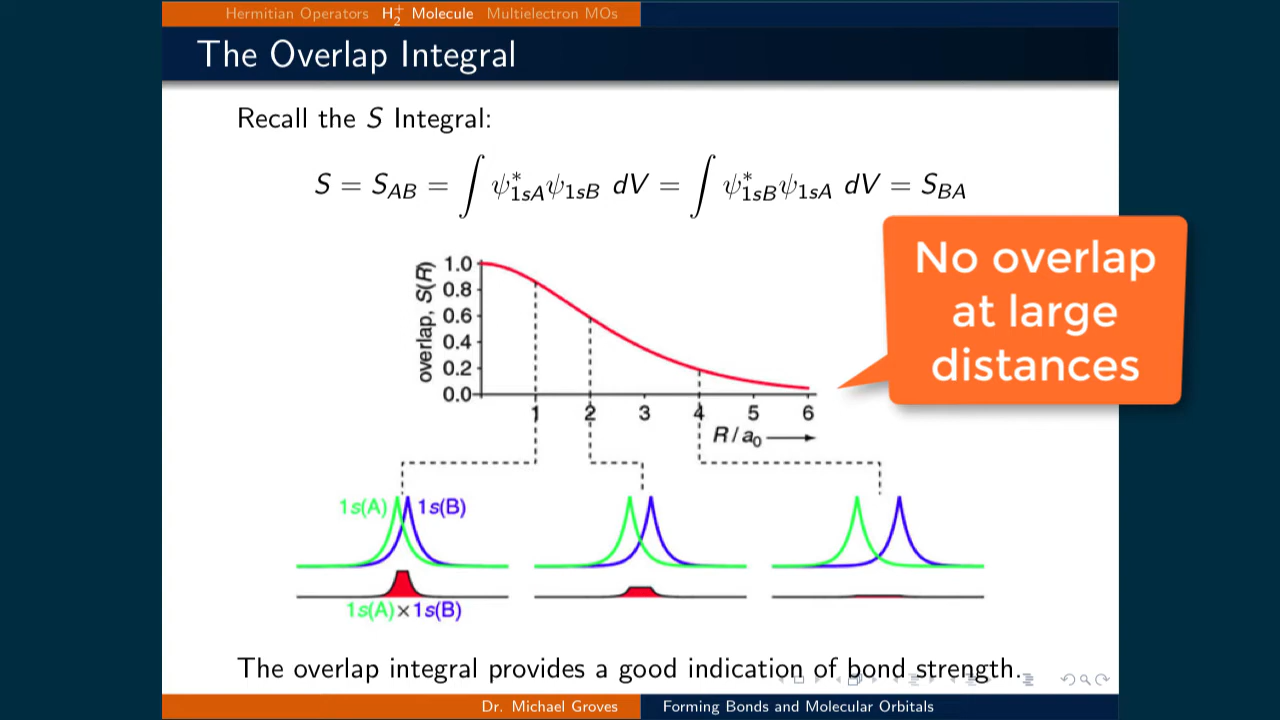 Hermitian Operators H₂⁺ Molecule Multielectron MOs
The Overlap Integral
Recall the S Integral:
S = S_AB = ∫ ψ*_1sA ψ_1sB dV = ∫ ψ*_1sB ψ_1sA dV = S_BA
No overlap
at large
distances
overlap, S(R)
1.0
0.8
0.6
0.4
0.2
0.0
1 2 3 4 5 6
R/a₀
1s(A) 1s(B)
1s(A)×1s(B)
The overlap integral provides a good indication of bond strength.
Dr. Michael Groves Forming Bonds and Molecular Orbitals